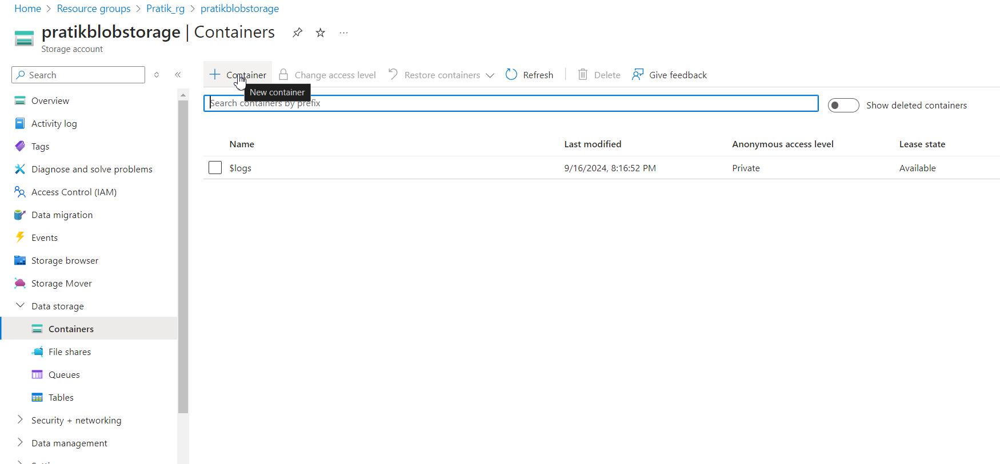 Home > Resource groups > Pratik_rg > pratikblobstorage
pratikblobstorage | Containers
Storage account
Search
+ Container Change access level Restore containers Refresh Delete Give feedback
New container
Search containers by prefix
Show deleted containers
Name Last modified Anonymous access level Lease state
$logs 9/16/2024, 8:16:52 PM Private Available
Overview
Activity log
Tags
Diagnose and solve problems
Access Control (IAM)
Data migration
Events
Storage browser
Storage Mover
Data storage
Containers
File shares
Queues
Tables
Security + networking
Data management